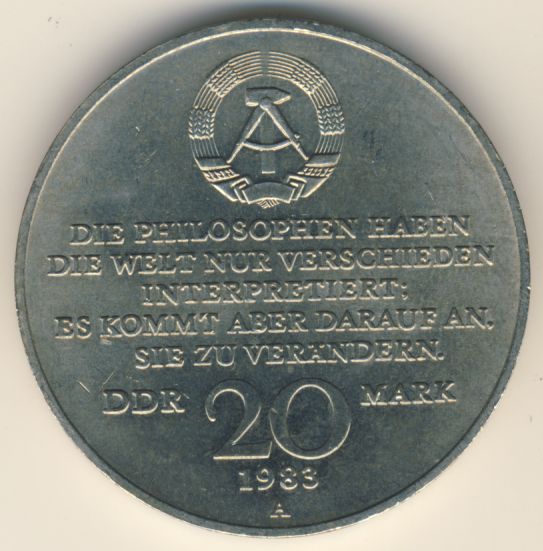 DIE PHILOSOPHEN HABEN
DIE WELT NUR VERSCHIEDEN
INTERPRETIERT;
ES KOMMT ABER DARAUF AN,
SIE ZU VERÄNDERN.
DDR 20 MARK
1983
A